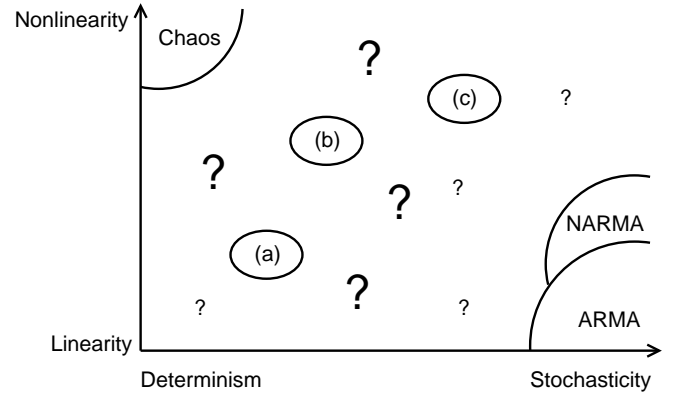 Nonlinearity
Chaos
?
(c)
?
(b)
?
?
?
NARMA
(a)
?
?
?
ARMA
Linearity
Determinism
Stochasticity